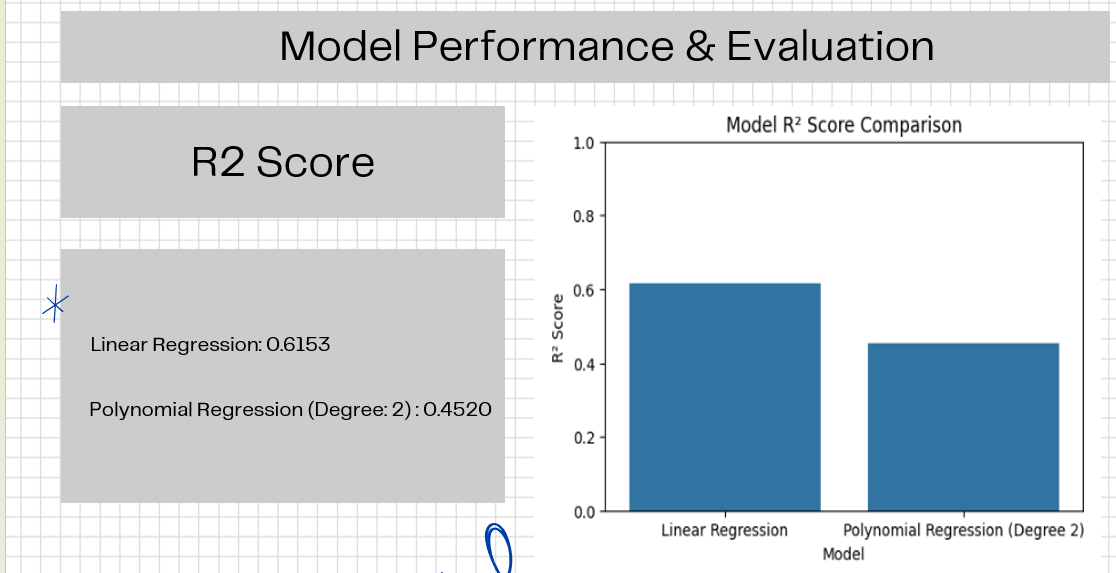 Model Performance & Evaluation
R2 Score
Linear Regression: 0.6153
Polynomial Regression (Degree: 2) : 0.4520
Model R² Score Comparison
1.0
0.8
0.6
0.4
0.2
0.0
R² Score
Linear Regression Polynomial Regression (Degree 2)
Model